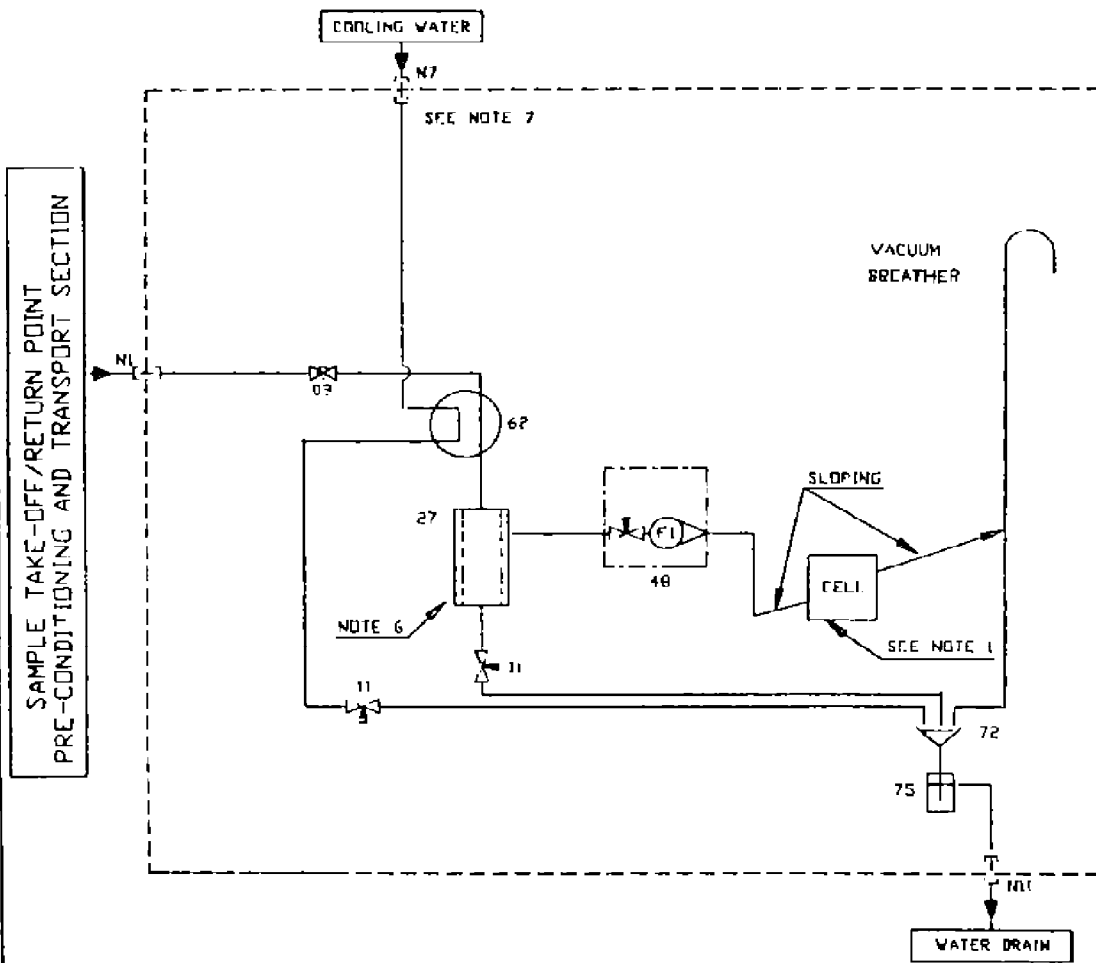 COOLING WATER
N7
SEE NOTE 7
SAMPLE TAKE-OFF/RETURN POINT
PRE-CONDITIONING AND TRANSPORT SECTION
VACUUM
BREATHER
N1
03
62
SLOPING
27
FI
48
CELL
NOTE 6
SEE NOTE 1
11
11
72
75
N11
WATER DRAIN